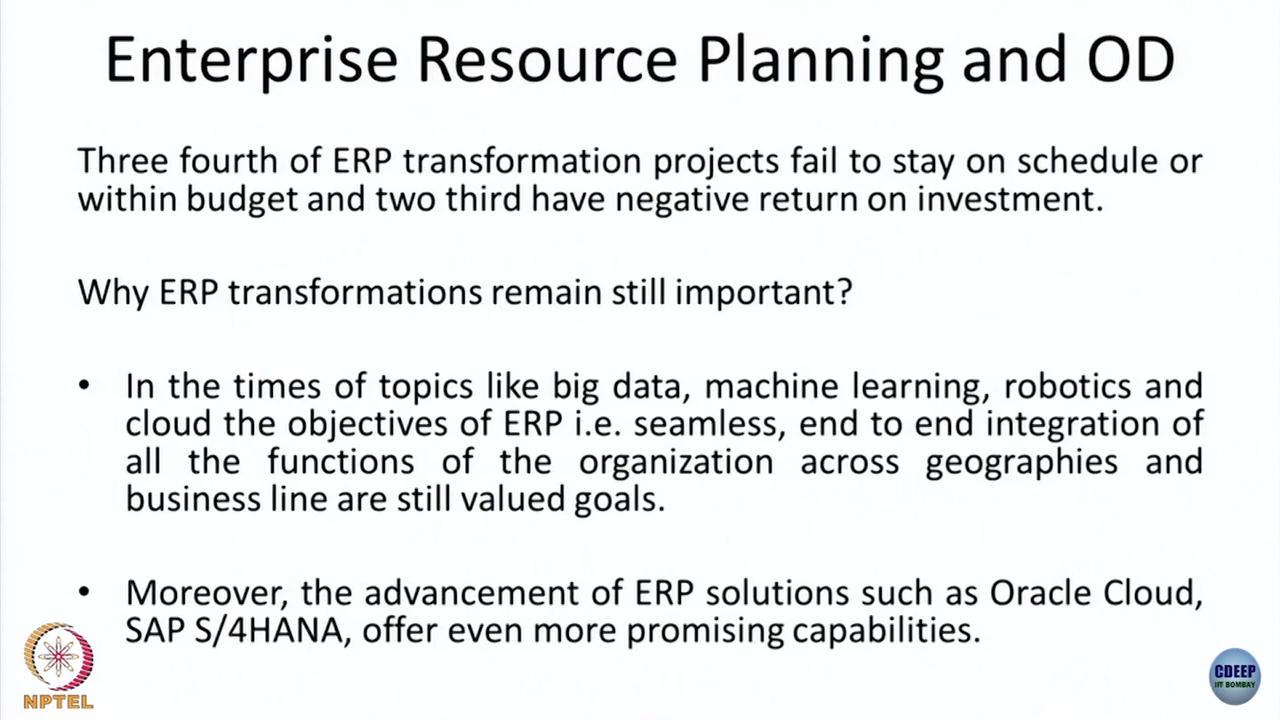 Enterprise Resource Planning and OD
Three fourth of ERP transformation projects fail to stay on schedule or
within budget and two third have negative return on investment.
Why ERP transformations remain still important?
• In the times of topics like big data, machine learning, robotics and
cloud the objectives of ERP i.e. seamless, end to end integration of
all the functions of the organization across geographies and
business line are still valued goals.
• Moreover, the advancement of ERP solutions such as Oracle Cloud,
SAP S/4HANA, offer even more promising capabilities.
NPTEL
CDEEP
IIT BOMBAY